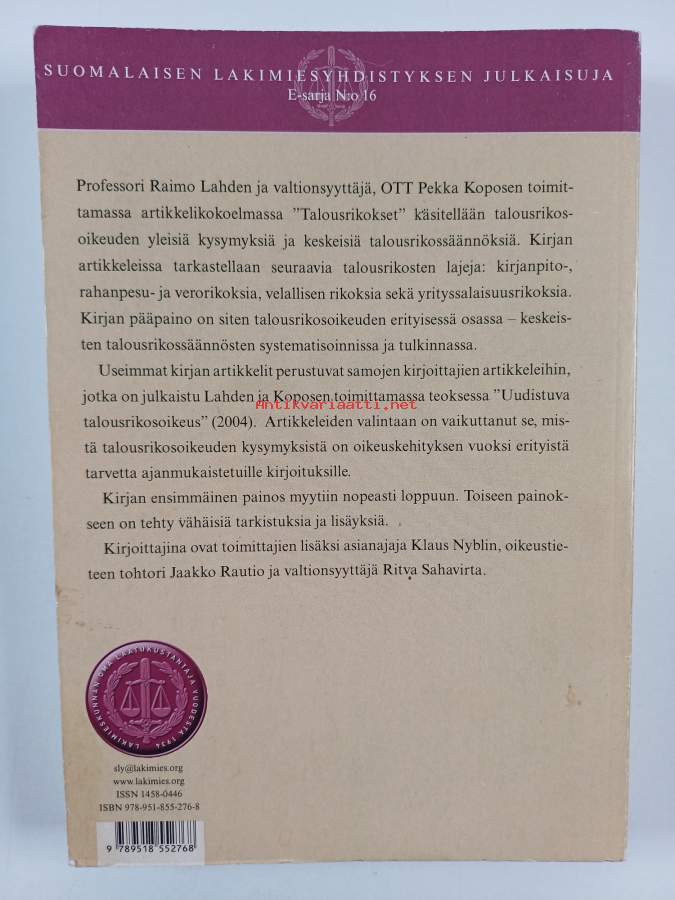 SUOMALAISEN LAKIMIESYHDISTYKSEN JULKAISUJA
E-sarja N:o 16
Professori Raimo Lahden ja valtionsyyttäjä, OTT Pekka Koposen toimit-
tamassa artikkelikokoelmassa "Talousrikokset" käsitellään talousrikos-
oikeuden yleisiä kysymyksiä ja keskeisiä talousrikossäännöksiä. Kirjan
artikkeleissa tarkastellaan seuraavia talousrikosten lajeja: kirjanpito-,
rahanpesu- ja verorikoksia, velallisen rikoksia sekä yrityssalaisuusrikoksia.
Kirjan pääpaino on siten talousrikosoikeuden erityisessä osassa – keskeis-
ten talousrikossäännösten systematisoinnissa ja tulkinnassa.
Useimmat kirjan artikkelit perustuvat samojen kirjoittajien artikkeleihin,
jotka on julkaistu Lahden ja Koposen toimittamassa teoksessa "Uudistuva
Antikvariaatti.net
talousrikosoikeus" (2004). Artikkeleiden valintaan on vaikuttanut se, mis-
tä talousrikosoikeuden kysymyksistä on oikeuskehityksen vuoksi erityistä
tarvetta ajanmukaistetuille kirjoituksille.
Kirjan ensimmäinen painos myytiin nopeasti loppuun. Toiseen painok-
seen on tehty vähäisiä tarkistuksia ja lisäyksiä.
Kirjoittajina ovat toimittajien lisäksi asianajaja Klaus Nyblin, oikeustie-
teen tohtori Jaakko Rautio ja valtionsyyttäjä Ritva Sahavirta.
LAKIMIESKUNNAN OMA LAATUKUSTANTAJA VUODESTA 1934
sly@lakimies.org
www.lakimies.org
ISSN 1458-0446
ISBN 978-951-855-276-8
9 789518 552768